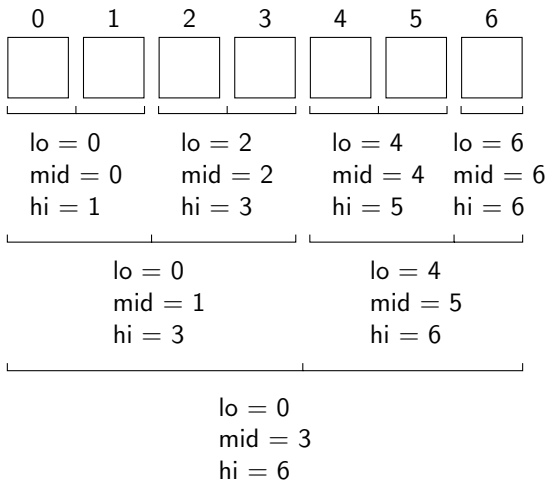 0 1 2 3 4 5 6
lo = 0 lo = 2 lo = 4 lo = 6
mid = 0 mid = 2 mid = 4 mid = 6
hi = 1 hi = 3 hi = 5 hi = 6
lo = 0 lo = 4
mid = 1 mid = 5
hi = 3 hi = 6
lo = 0
mid = 3
hi = 6